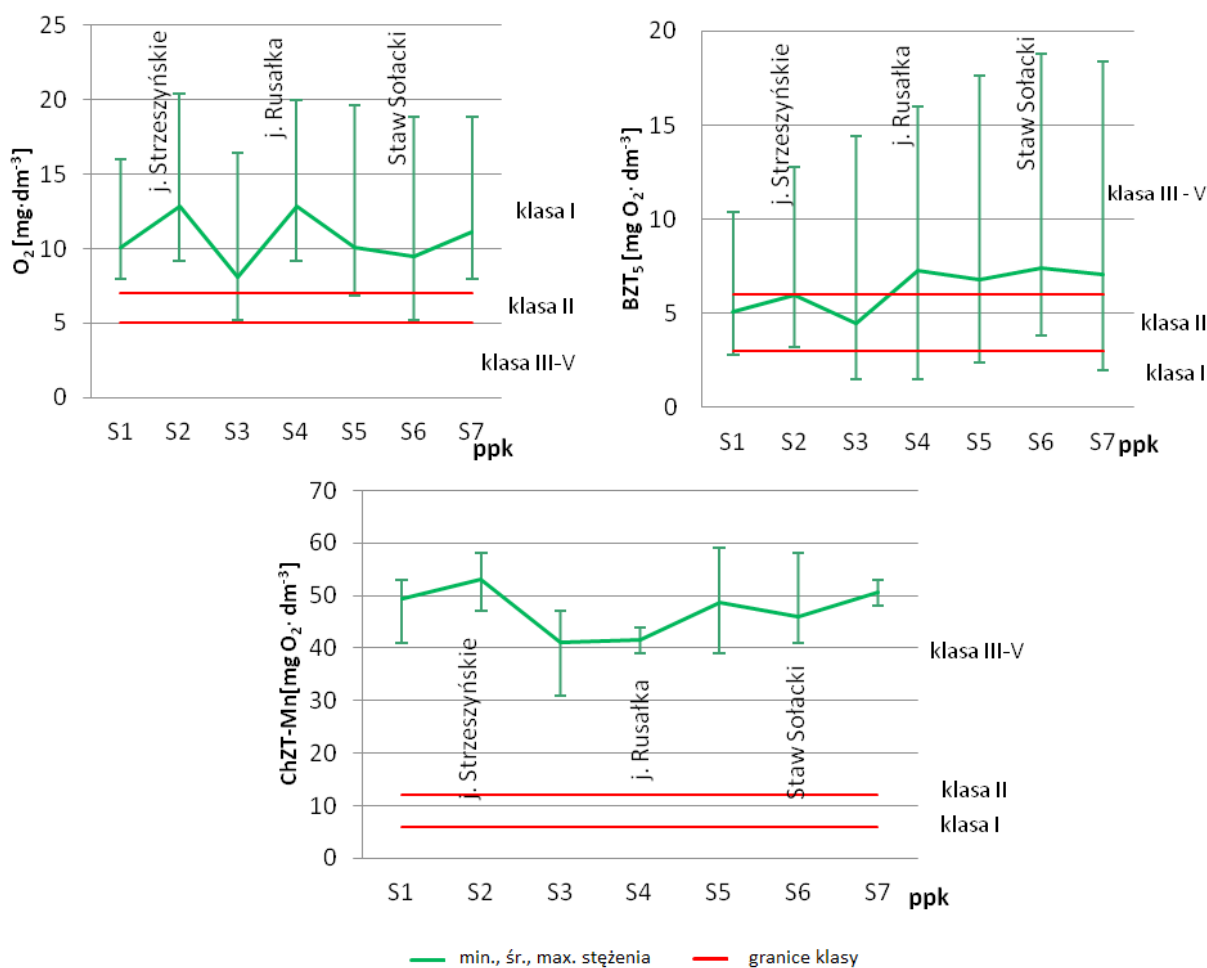 25
20
15
10
5
0
O₂ [mg·dm⁻³]
j. Strzeszyńskie
j. Rusałka
Staw Sołacki
klasa I
klasa II
klasa III-V
S1 S2 S3 S4 S5 S6 S7
ppk
20
15
10
5
0
BZT₅ [mg O₂· dm⁻³]
j. Strzeszyńskie
j. Rusałka
Staw Sołacki
klasa III - V
klasa II
klasa I
S1 S2 S3 S4 S5 S6 S7 ppk
70
60
50
40
30
20
10
0
ChZT-Mn[mg O₂· dm⁻³]
j. Strzeszyńskie
j. Rusałka
Staw Sołacki
klasa III-V
klasa II
klasa I
S1 S2 S3 S4 S5 S6 S7 ppk
min., śr., max. stężenia
granice klasy